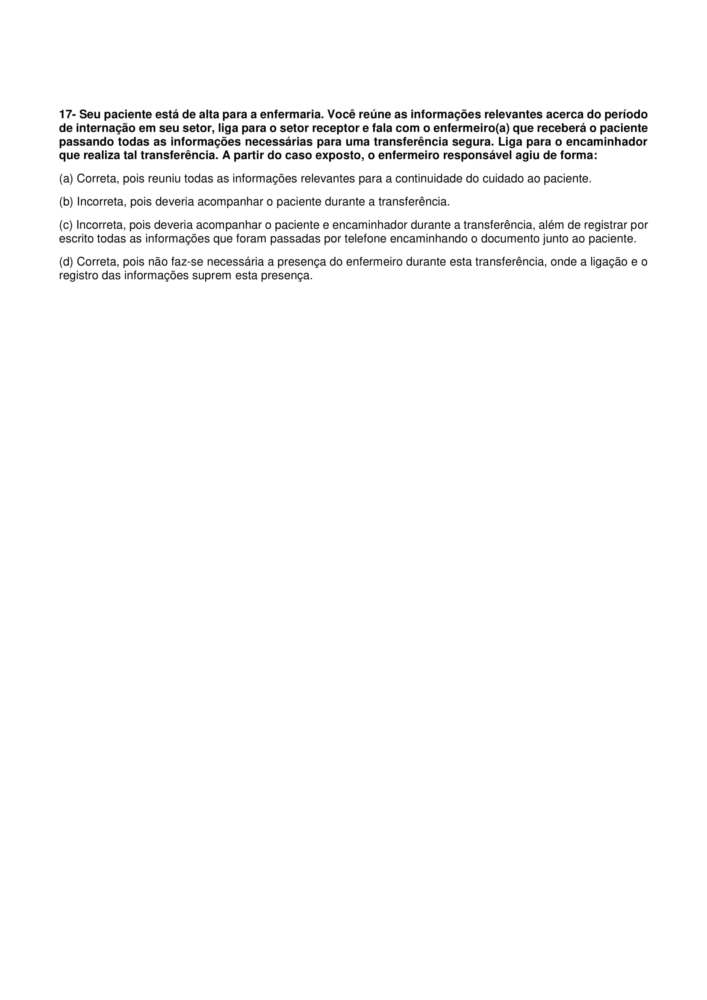 17- Seu paciente está de alta para a enfermaria. Você reúne as informações relevantes acerca do período
de internação em seu setor, liga para o setor receptor e fala com o enfermeiro(a) que receberá o paciente
passando todas as informações necessárias para uma transferência segura. Liga para o encaminhador
que realiza tal transferência. A partir do caso exposto, o enfermeiro responsável agiu de forma:
(a) Correta, pois reuniu todas as informações relevantes para a continuidade do cuidado ao paciente.
(b) Incorreta, pois deveria acompanhar o paciente durante a transferência.
(c) Incorreta, pois deveria acompanhar o paciente e encaminhador durante a transferência, além de registrar por
escrito todas as informações que foram passadas por telefone encaminhando o documento junto ao paciente.
(d) Correta, pois não faz-se necessária a presença do enfermeiro durante esta transferência, onde a ligação e o
registro das informações suprem esta presença.